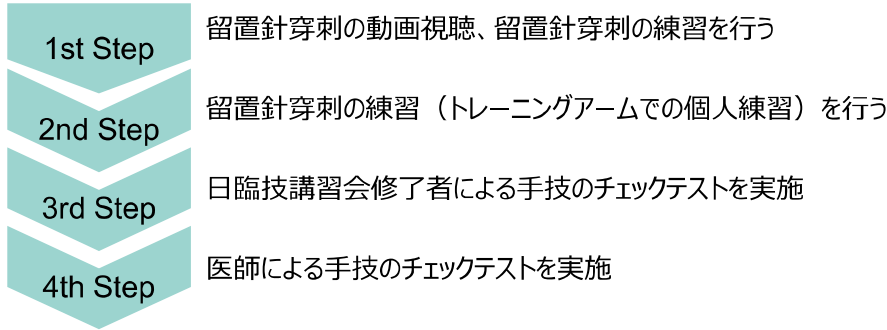 1st Step
留置針穿刺の動画視聴、留置針穿刺の練習を行う
2nd Step
留置針穿刺の練習（トレーニングアームでの個人練習）を行う
3rd Step
日臨技講習会修了者による手技のチェックテストを実施
4th Step
医師による手技のチェックテストを実施